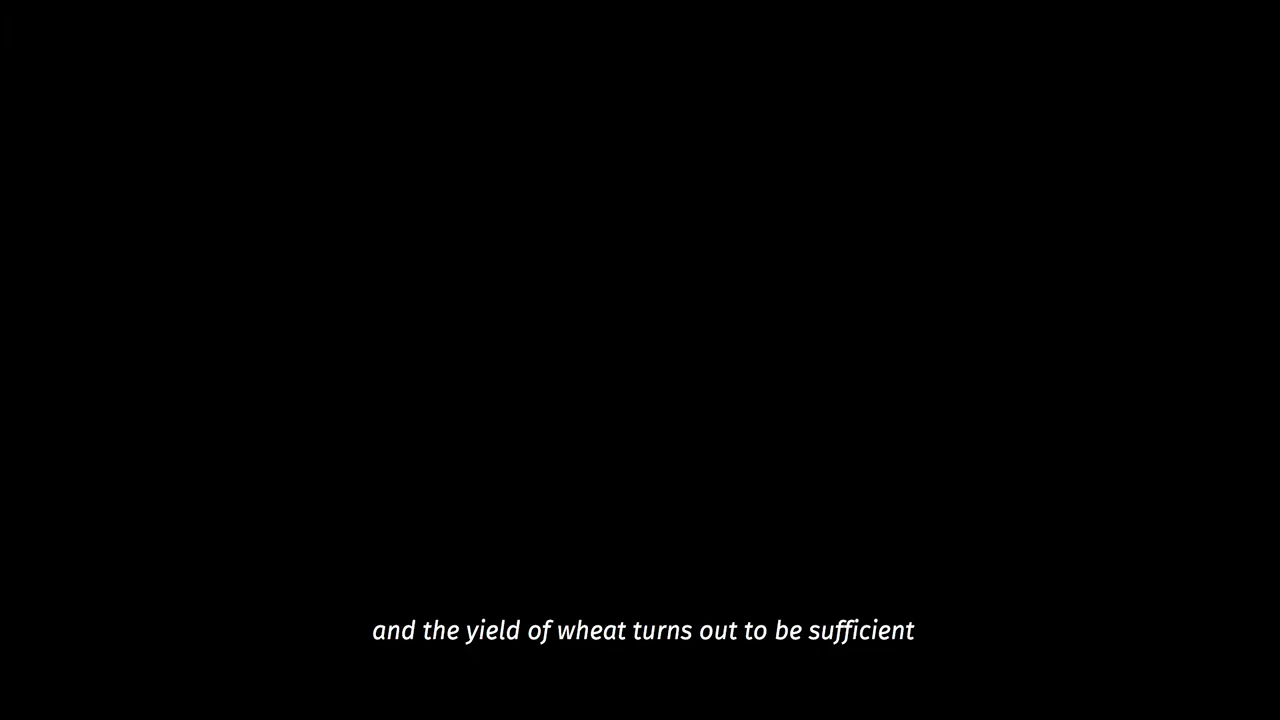 and the yield of wheat turns out to be sufficient